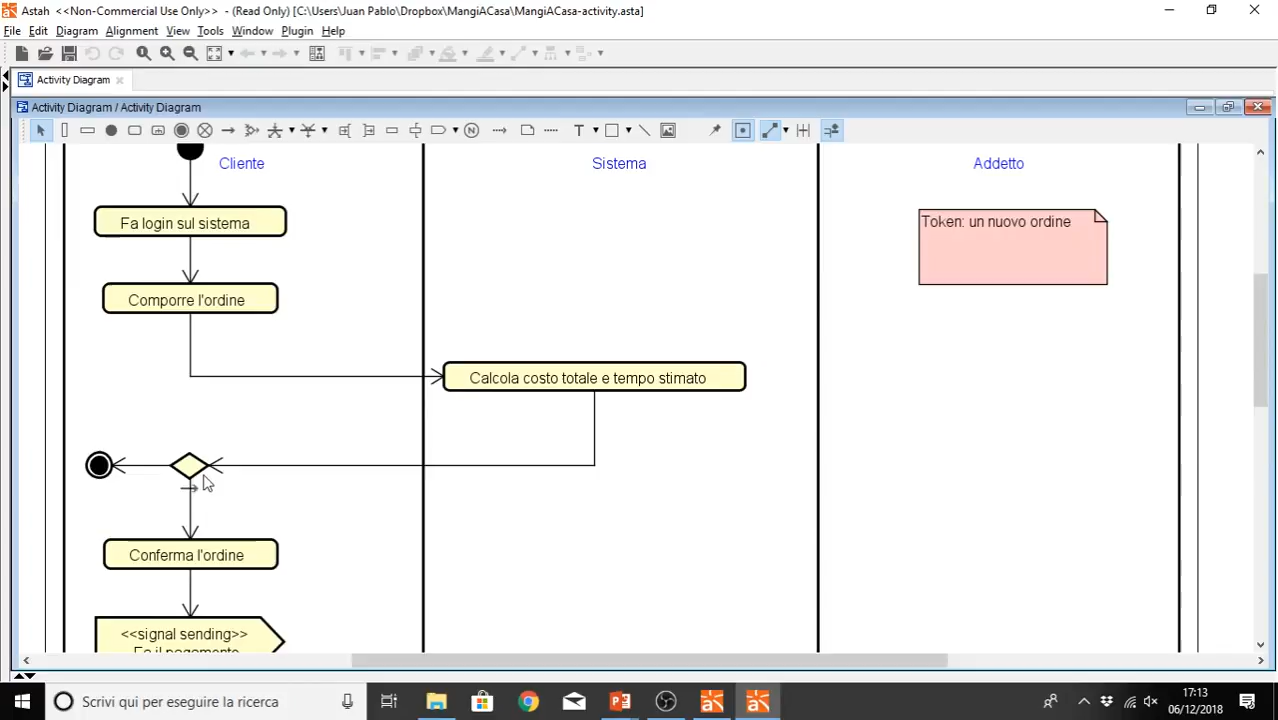 Astah <<Non-Commercial Use Only>> - (Read Only) [C:\Users\Juan Pablo\Dropbox\MangiACasa\MangiACasa-activity.asta]
File Edit Diagram Alignment View Tools Window Plugin Help
Activity Diagram
Activity Diagram / Activity Diagram
Cliente
Sistema
Addetto
Fa login sul sistema
Token: un nuovo ordine
Comporre l'ordine
Calcola costo totale e tempo stimato
Conferma l'ordine
<<signal sending>>
Fa il pagamento
Scrivi qui per eseguire la ricerca
17:13
06/12/2018